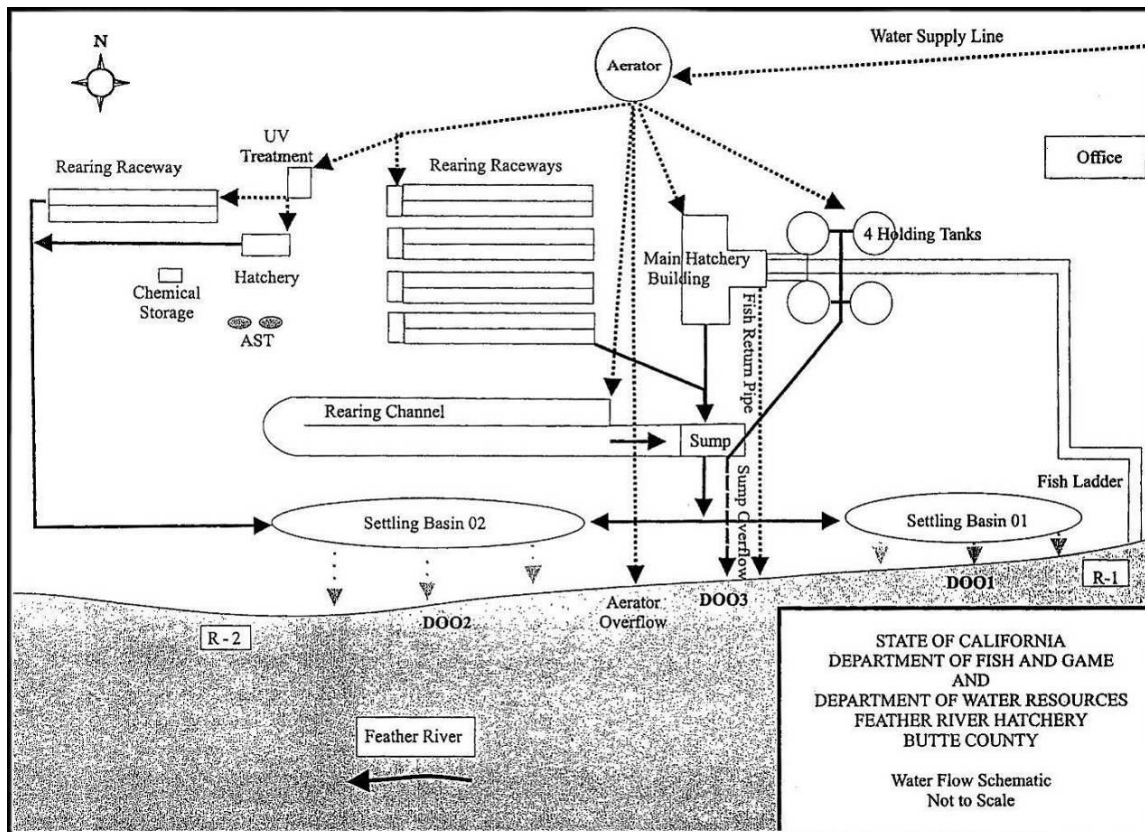 N
Water Supply Line
Aerator
UV
Treatment
Rearing Raceway
Rearing Raceways
Office
4 Holding Tanks
Main Hatchery
Building
Hatchery
Chemical
Storage
AST
Fish Return Pipe
Rearing Channel
Sump
Fish Ladder
Sump Overflow
Settling Basin 02
Settling Basin 01
R-1
DOO1
DOO3
DOO2
Aerator
Overflow
R - 2
Feather River
STATE OF CALIFORNIA
DEPARTMENT OF FISH AND GAME
AND
DEPARTMENT OF WATER RESOURCES
FEATHER RIVER HATCHERY
BUTTE COUNTY
Water Flow Schematic
Not to Scale